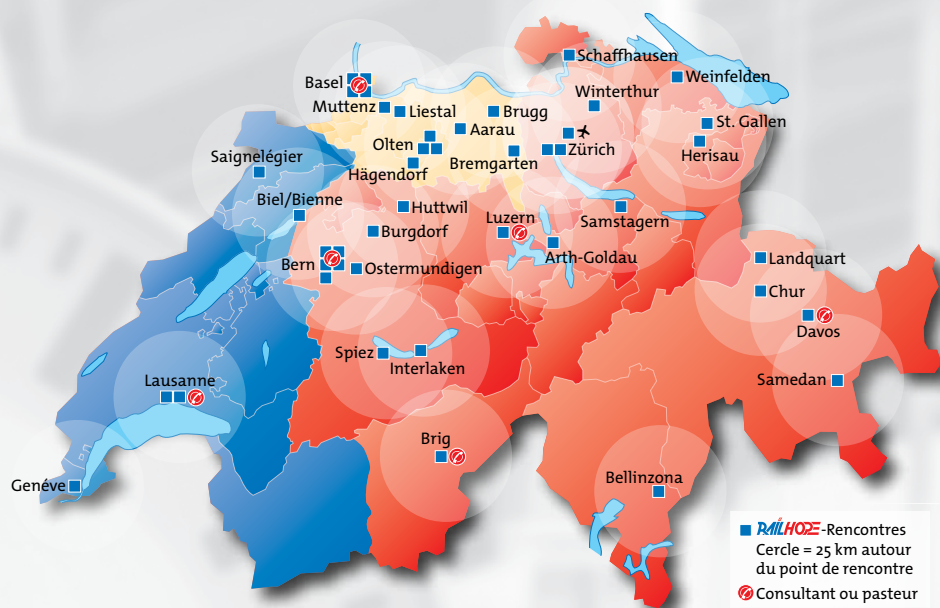 Schaffhausen
Basel
Weinfelden
Winterthur
Muttenz
Liestal
Brugg
St. Gallen
Aarau
Olten
Zürich
Saignelégier
Bremgarten
Herisau
Hägendorf
Biel/Bienne
Huttwil
Luzern
Samstagern
Burgdorf
Arth-Goldau
Landquart
Bern
Ostermundigen
Chur
Davos
Spiez
Interlaken
Lausanne
Samedan
Brig
Bellinzona
Genéve
RAILHOPE-Rencontres
Cercle = 25 km autour
du point de rencontre
Consultant ou pasteur